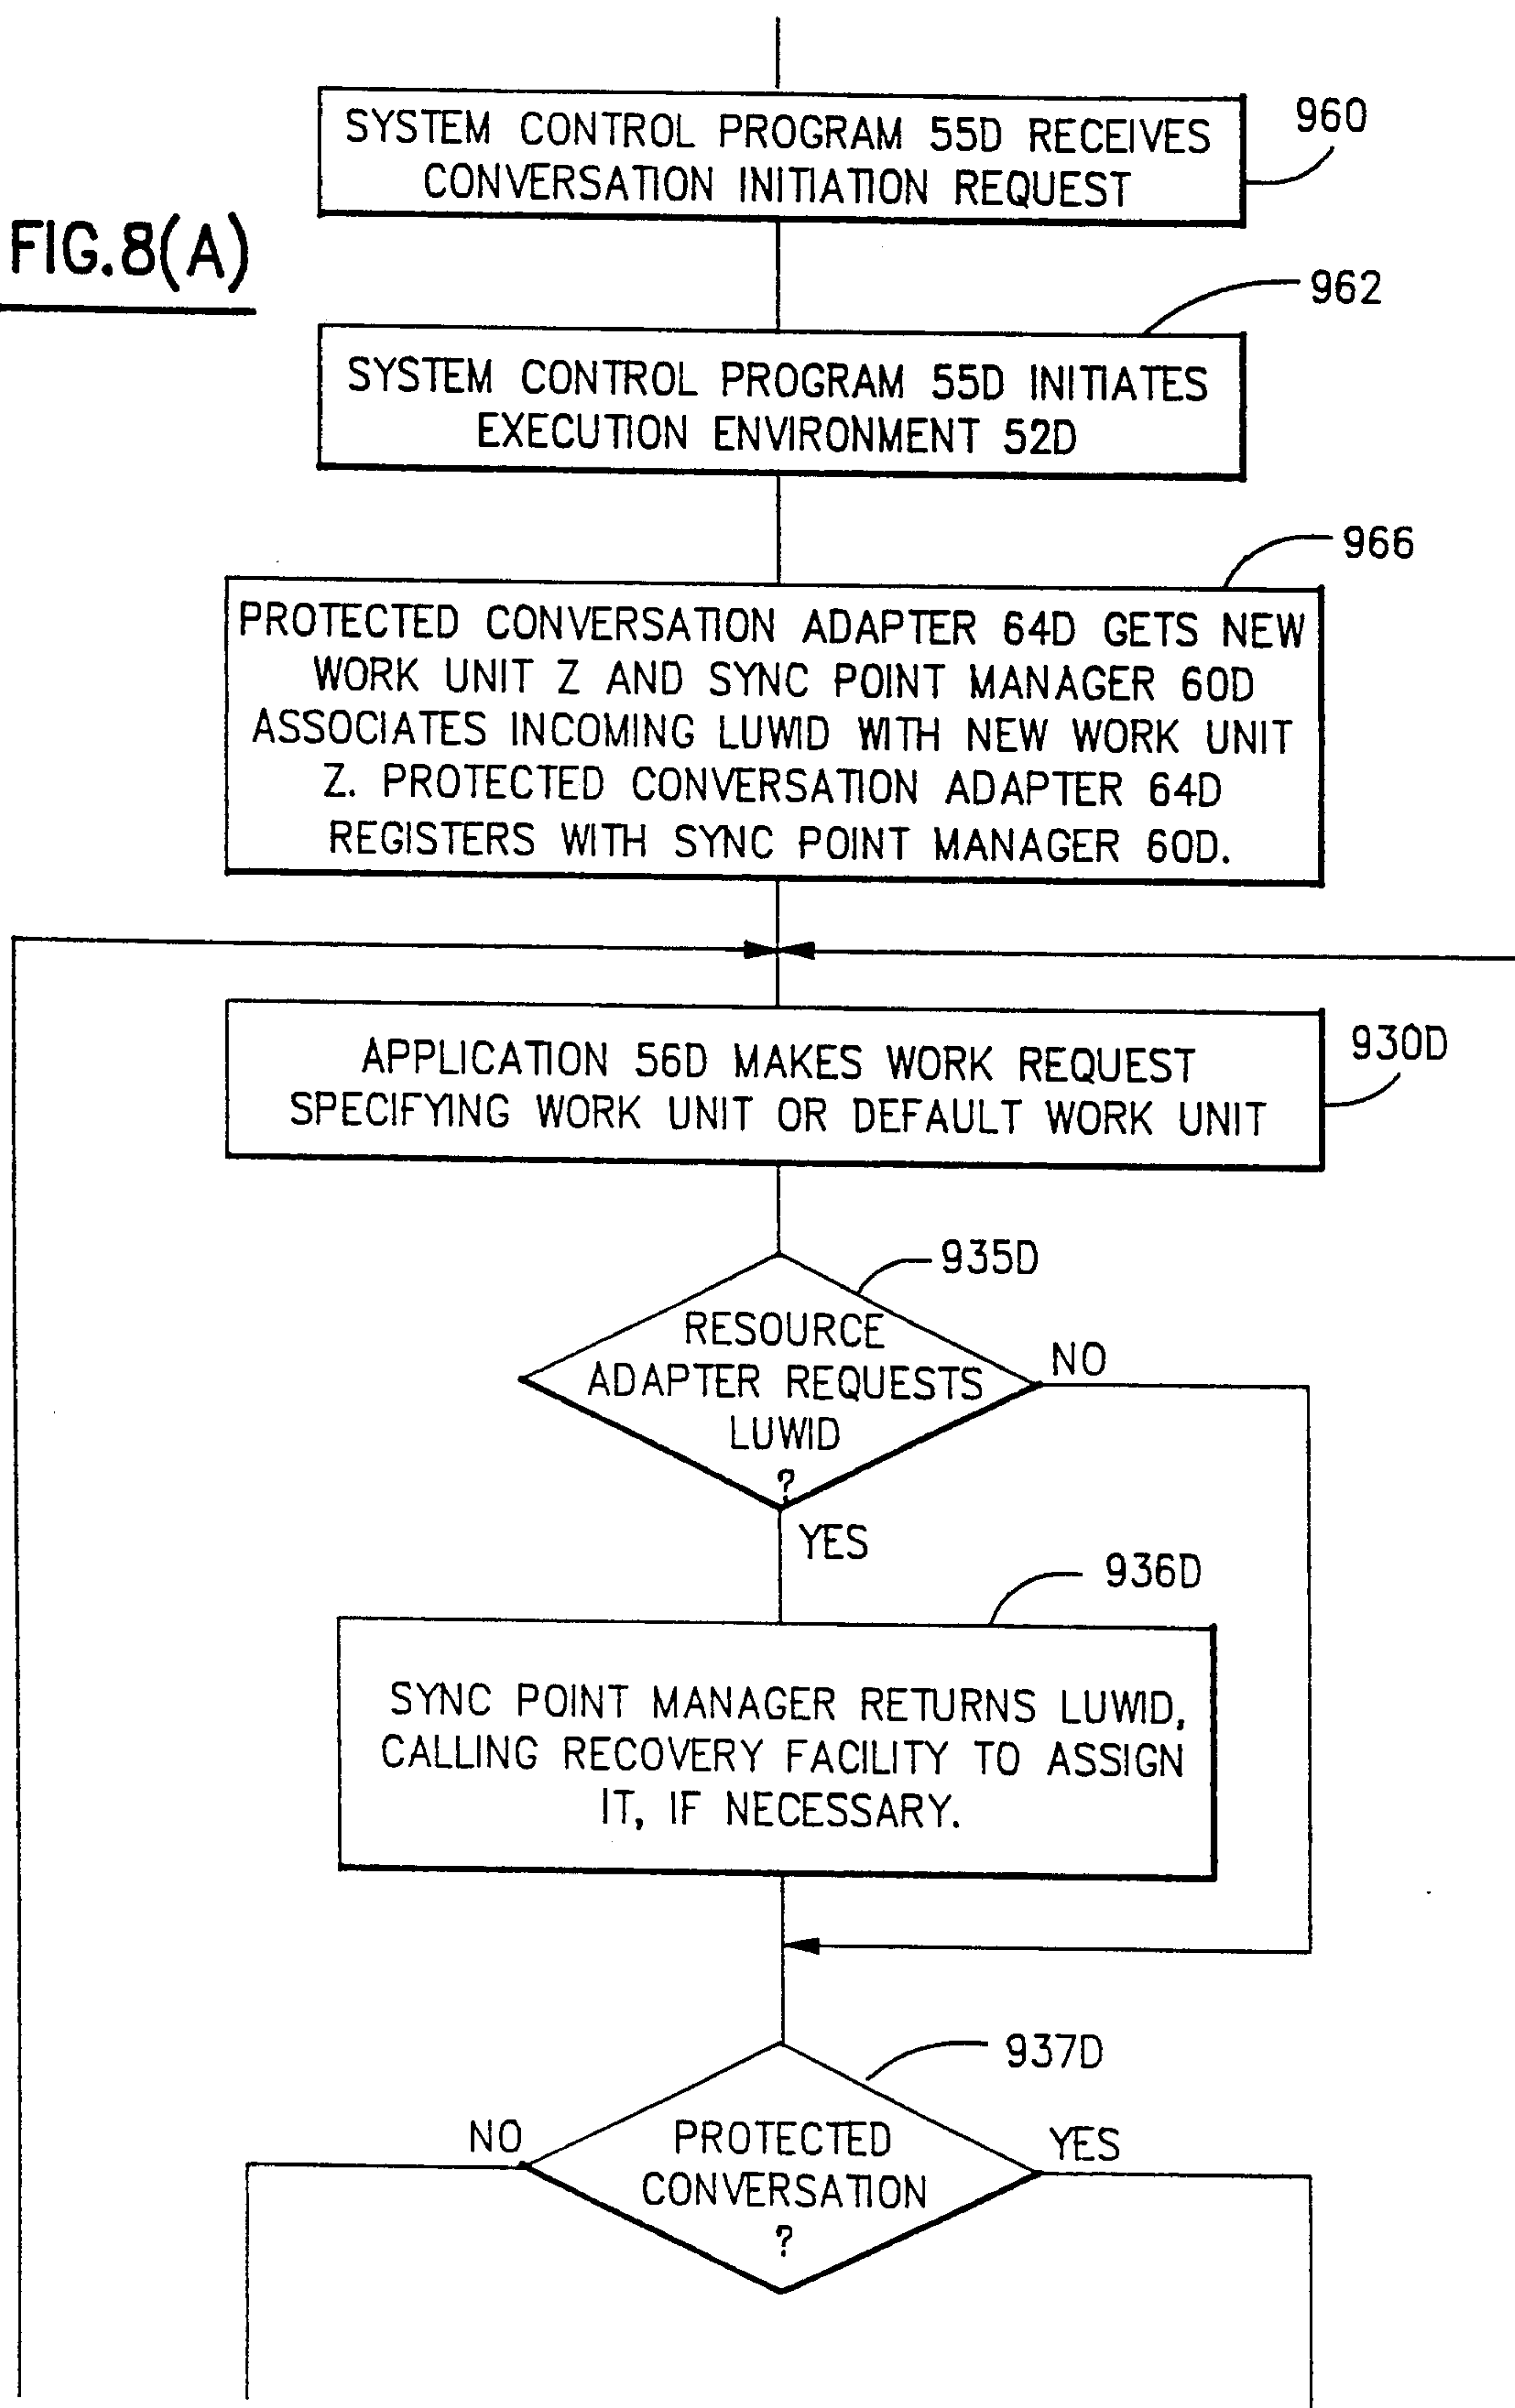 960
SYSTEM CONTROL PROGRAM 55D RECEIVES
CONVERSATION INITIATION REQUEST
FIG.8(A)
962
SYSTEM CONTROL PROGRAM 55D INITIATES
EXECUTION ENVIRONMENT 52D
966
PROTECTED CONVERSATION ADAPTER 64D GETS NEW
WORK UNIT Z AND SYNC POINT MANAGER 60D
ASSOCIATES INCOMING LUWID WITH NEW WORK UNIT
Z. PROTECTED CONVERSATION ADAPTER 64D
REGISTERS WITH SYNC POINT MANAGER 60D.
930D
APPLICATION 56D MAKES WORK REQUEST
SPECIFYING WORK UNIT OR DEFAULT WORK UNIT
935D
RESOURCE
ADAPTER REQUESTS
LUWID
?
NO
YES
936D
SYNC POINT MANAGER RETURNS LUWID,
CALLING RECOVERY FACILITY TO ASSIGN
IT, IF NECESSARY.
937D
NO
PROTECTED
CONVERSATION
?
YES